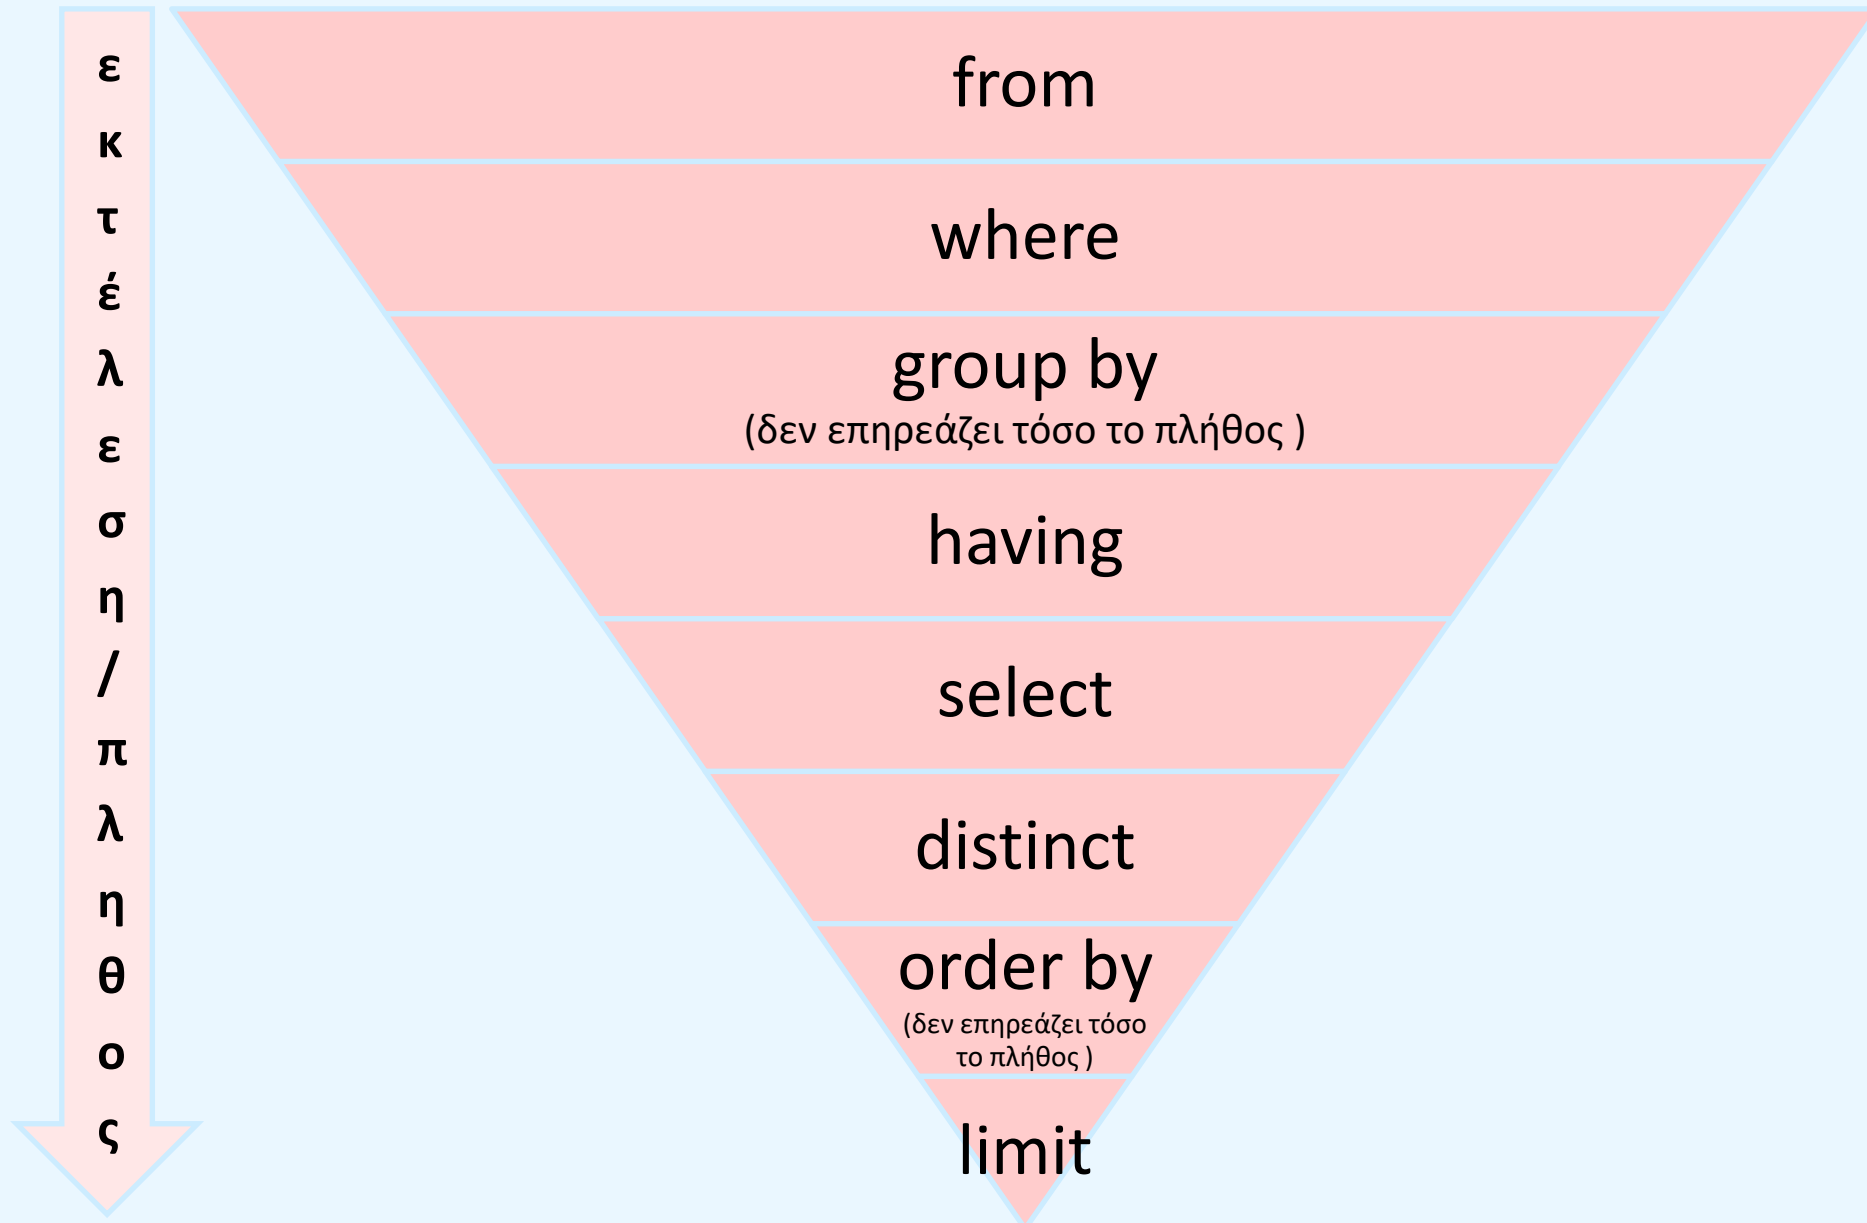 εκτέλεση/πληθος
from
where
group by
(δεν επηρεάζει τόσο το πλήθος )
having
select
distinct
order by
(δεν επηρεάζει τόσο
το πλήθος )
limit